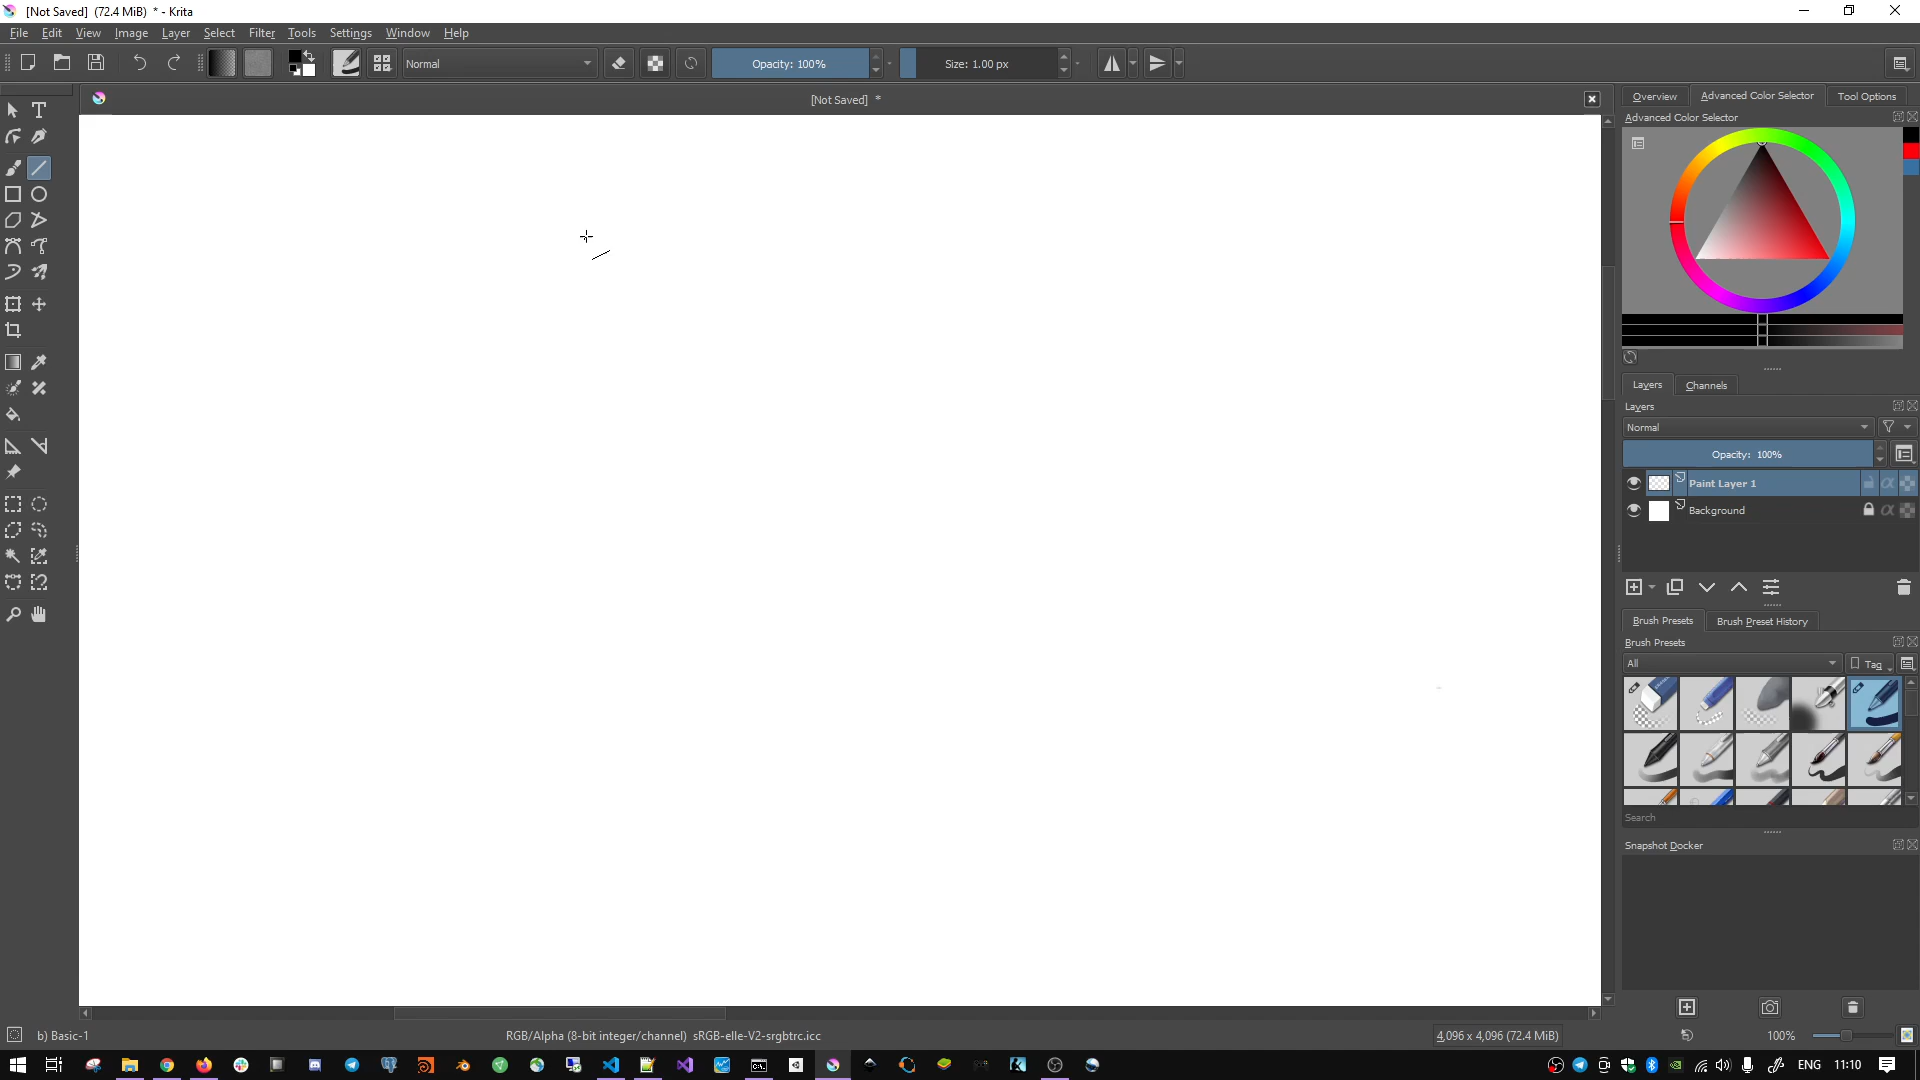 [Not Saved] (72.4 MiB) * - Krita
File Edit View Image Layer Select Filter Tools Settings Window Help
Normal Opacity: 100% Size: 1.00 px
[Not Saved] *
Overview Advanced Color Selector Tool Options
Advanced Color Selector
Layers Channels
Layers
Normal
Opacity: 100%
Paint Layer 1
Background
Brush Presets Brush Preset History
Brush Presets
All Tag
Search
Snapshot Docker
b) Basic-1 RGB/Alpha (8-bit integer/channel) sRGB-elle-V2-srgbtrc.icc 4,096 x 4,096 (72.4 MiB) 100%
ENG 11:10